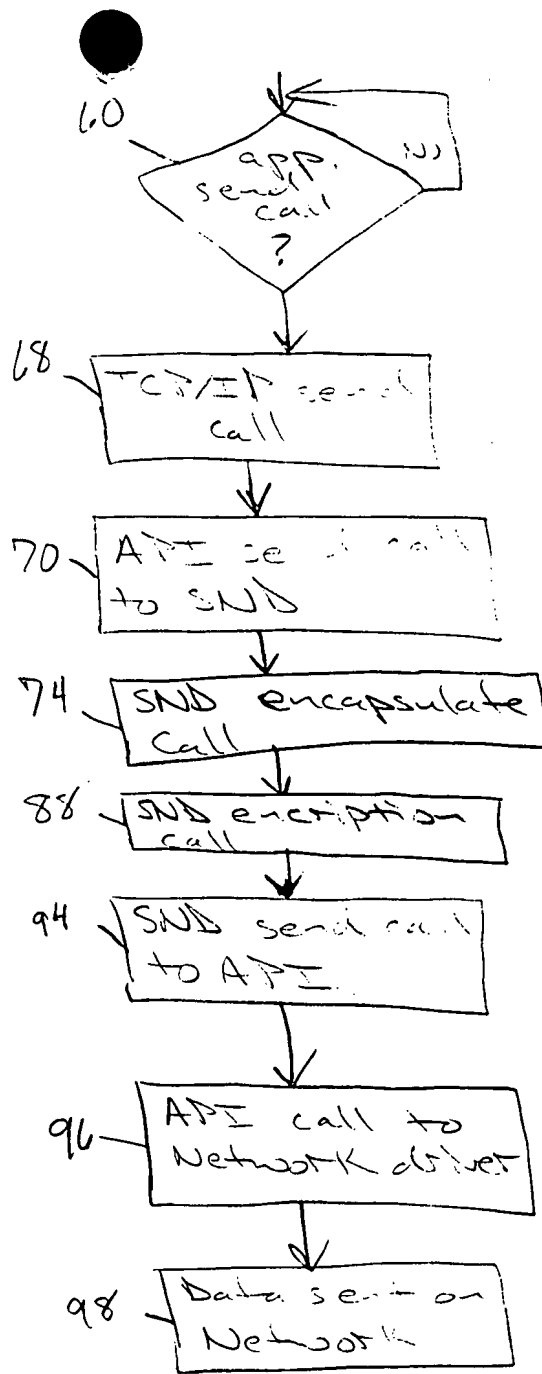 60
app.
send
call
?
NO
68
TCP/IP send
call
70
API send call
to SND
74
SND encapsulate
Call
88
SND encription
call
94
SND send call
to API
96
API call to
Network driver
98
Data sent on
Network